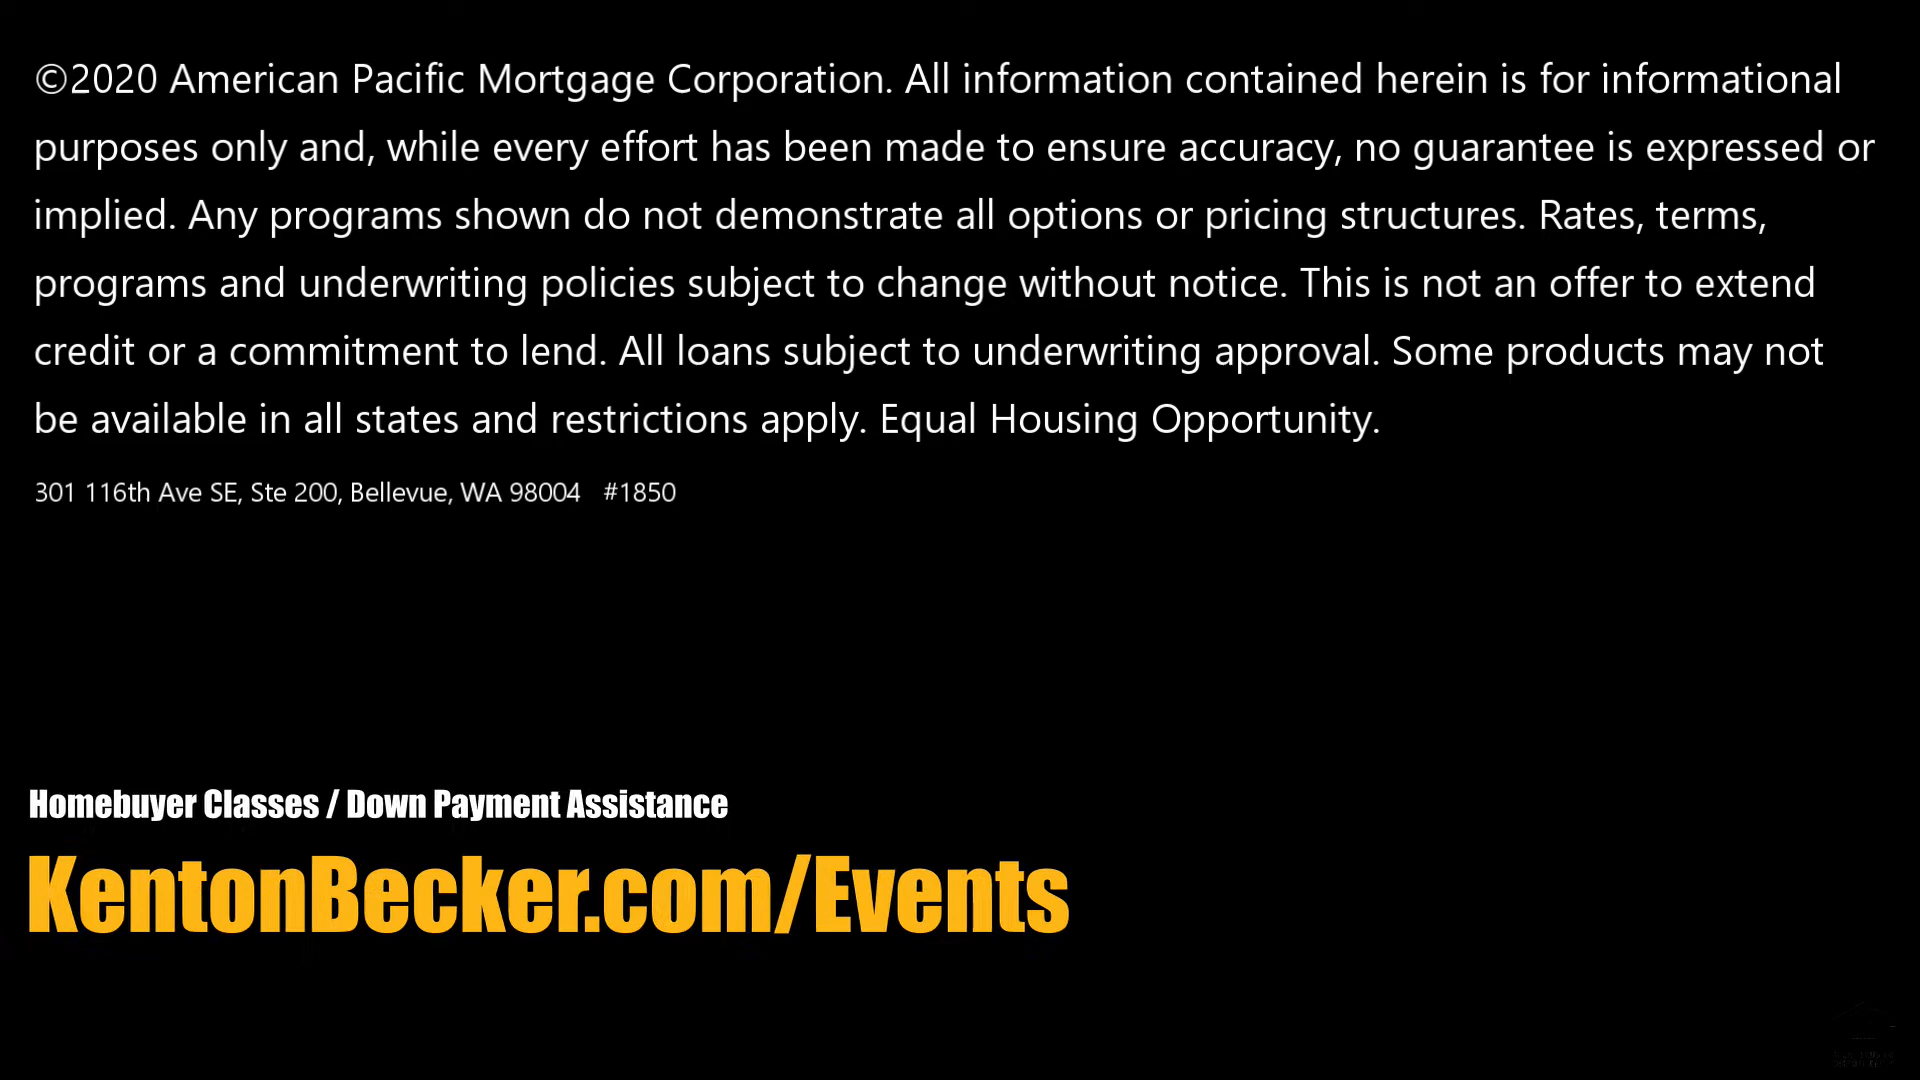 ©2020 American Pacific Mortgage Corporation. All information contained herein is for informational
purposes only and, while every effort has been made to ensure accuracy, no guarantee is expressed or
implied. Any programs shown do not demonstrate all options or pricing structures. Rates, terms,
programs and underwriting policies subject to change without notice. This is not an offer to extend
credit or a commitment to lend. All loans subject to underwriting approval. Some products may not
be available in all states and restrictions apply. Equal Housing Opportunity.
301 116th Ave SE, Ste 200, Bellevue, WA 98004 #1850
Homebuyer Classes / Down Payment Assistance
KentonBecker.com/Events